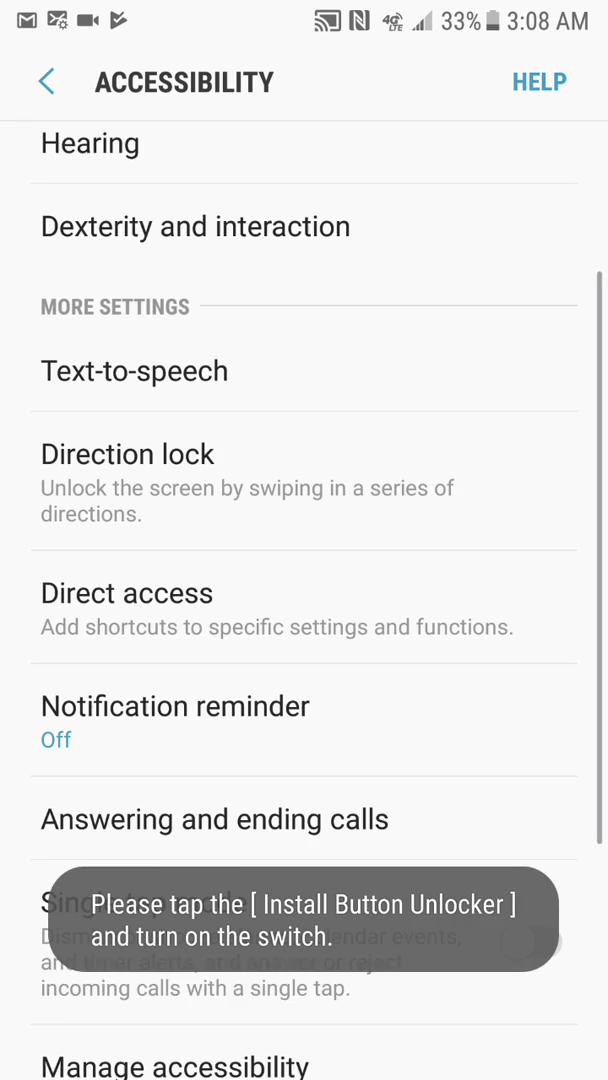 33% 3:08 AM
ACCESSIBILITY HELP
Hearing
Dexterity and interaction
MORE SETTINGS
Text-to-speech
Direction lock
Unlock the screen by swiping in a series of
directions.
Direct access
Add shortcuts to specific settings and functions.
Notification reminder
Off
Answering and ending calls
Please tap the [ Install Button Unlocker ]
and turn on the switch.
incoming calls with a single tap.
Manage accessibility